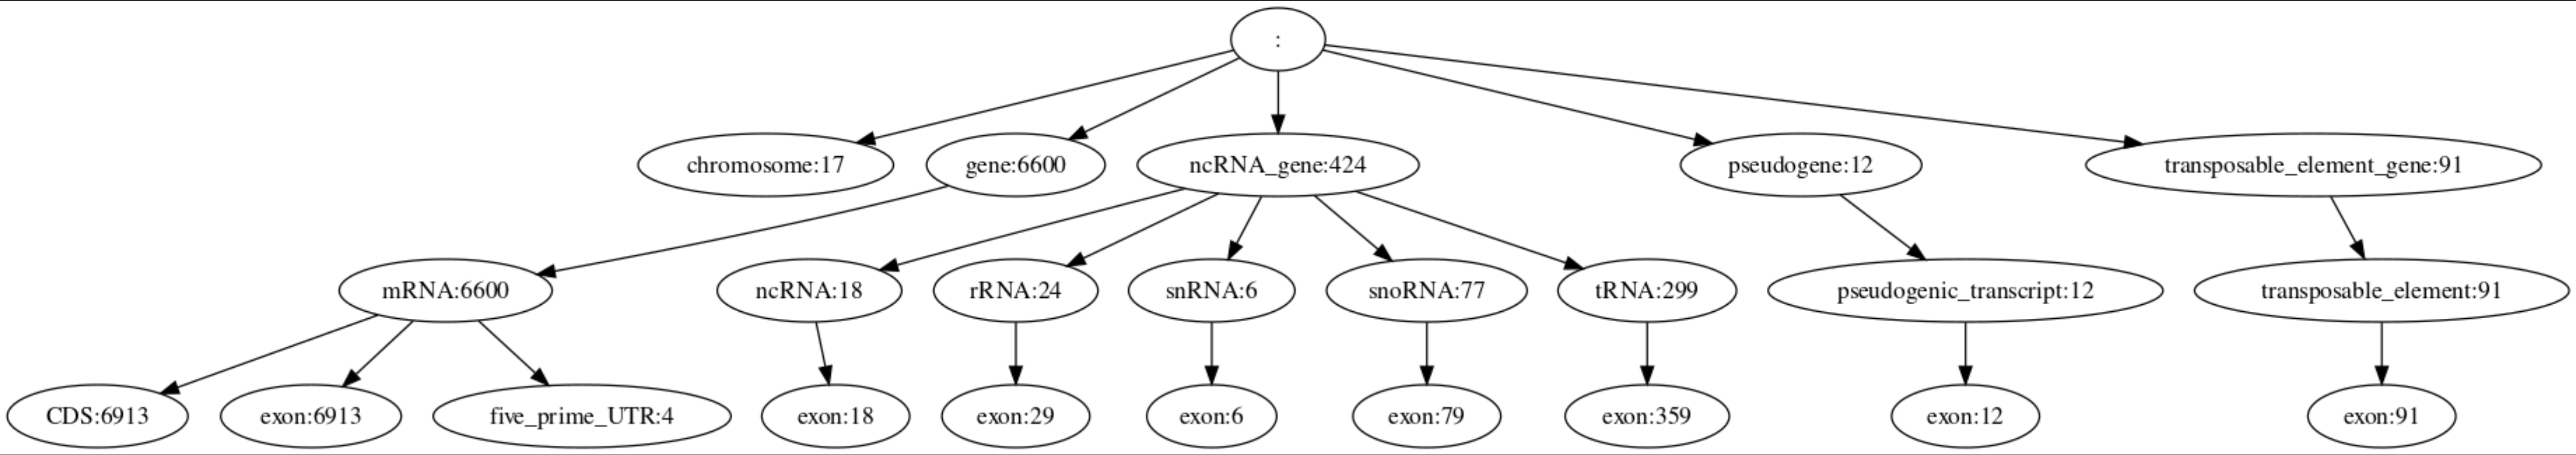 :
chromosome:17
gene:6600
ncRNA_gene:424
pseudogene:12
transposable_element_gene:91
mRNA:6600
ncRNA:18
rRNA:24
snRNA:6
snoRNA:77
tRNA:299
pseudogenic_transcript:12
transposable_element:91
CDS:6913
exon:6913
five_prime_UTR:4
exon:18
exon:29
exon:6
exon:79
exon:359
exon:12
exon:91